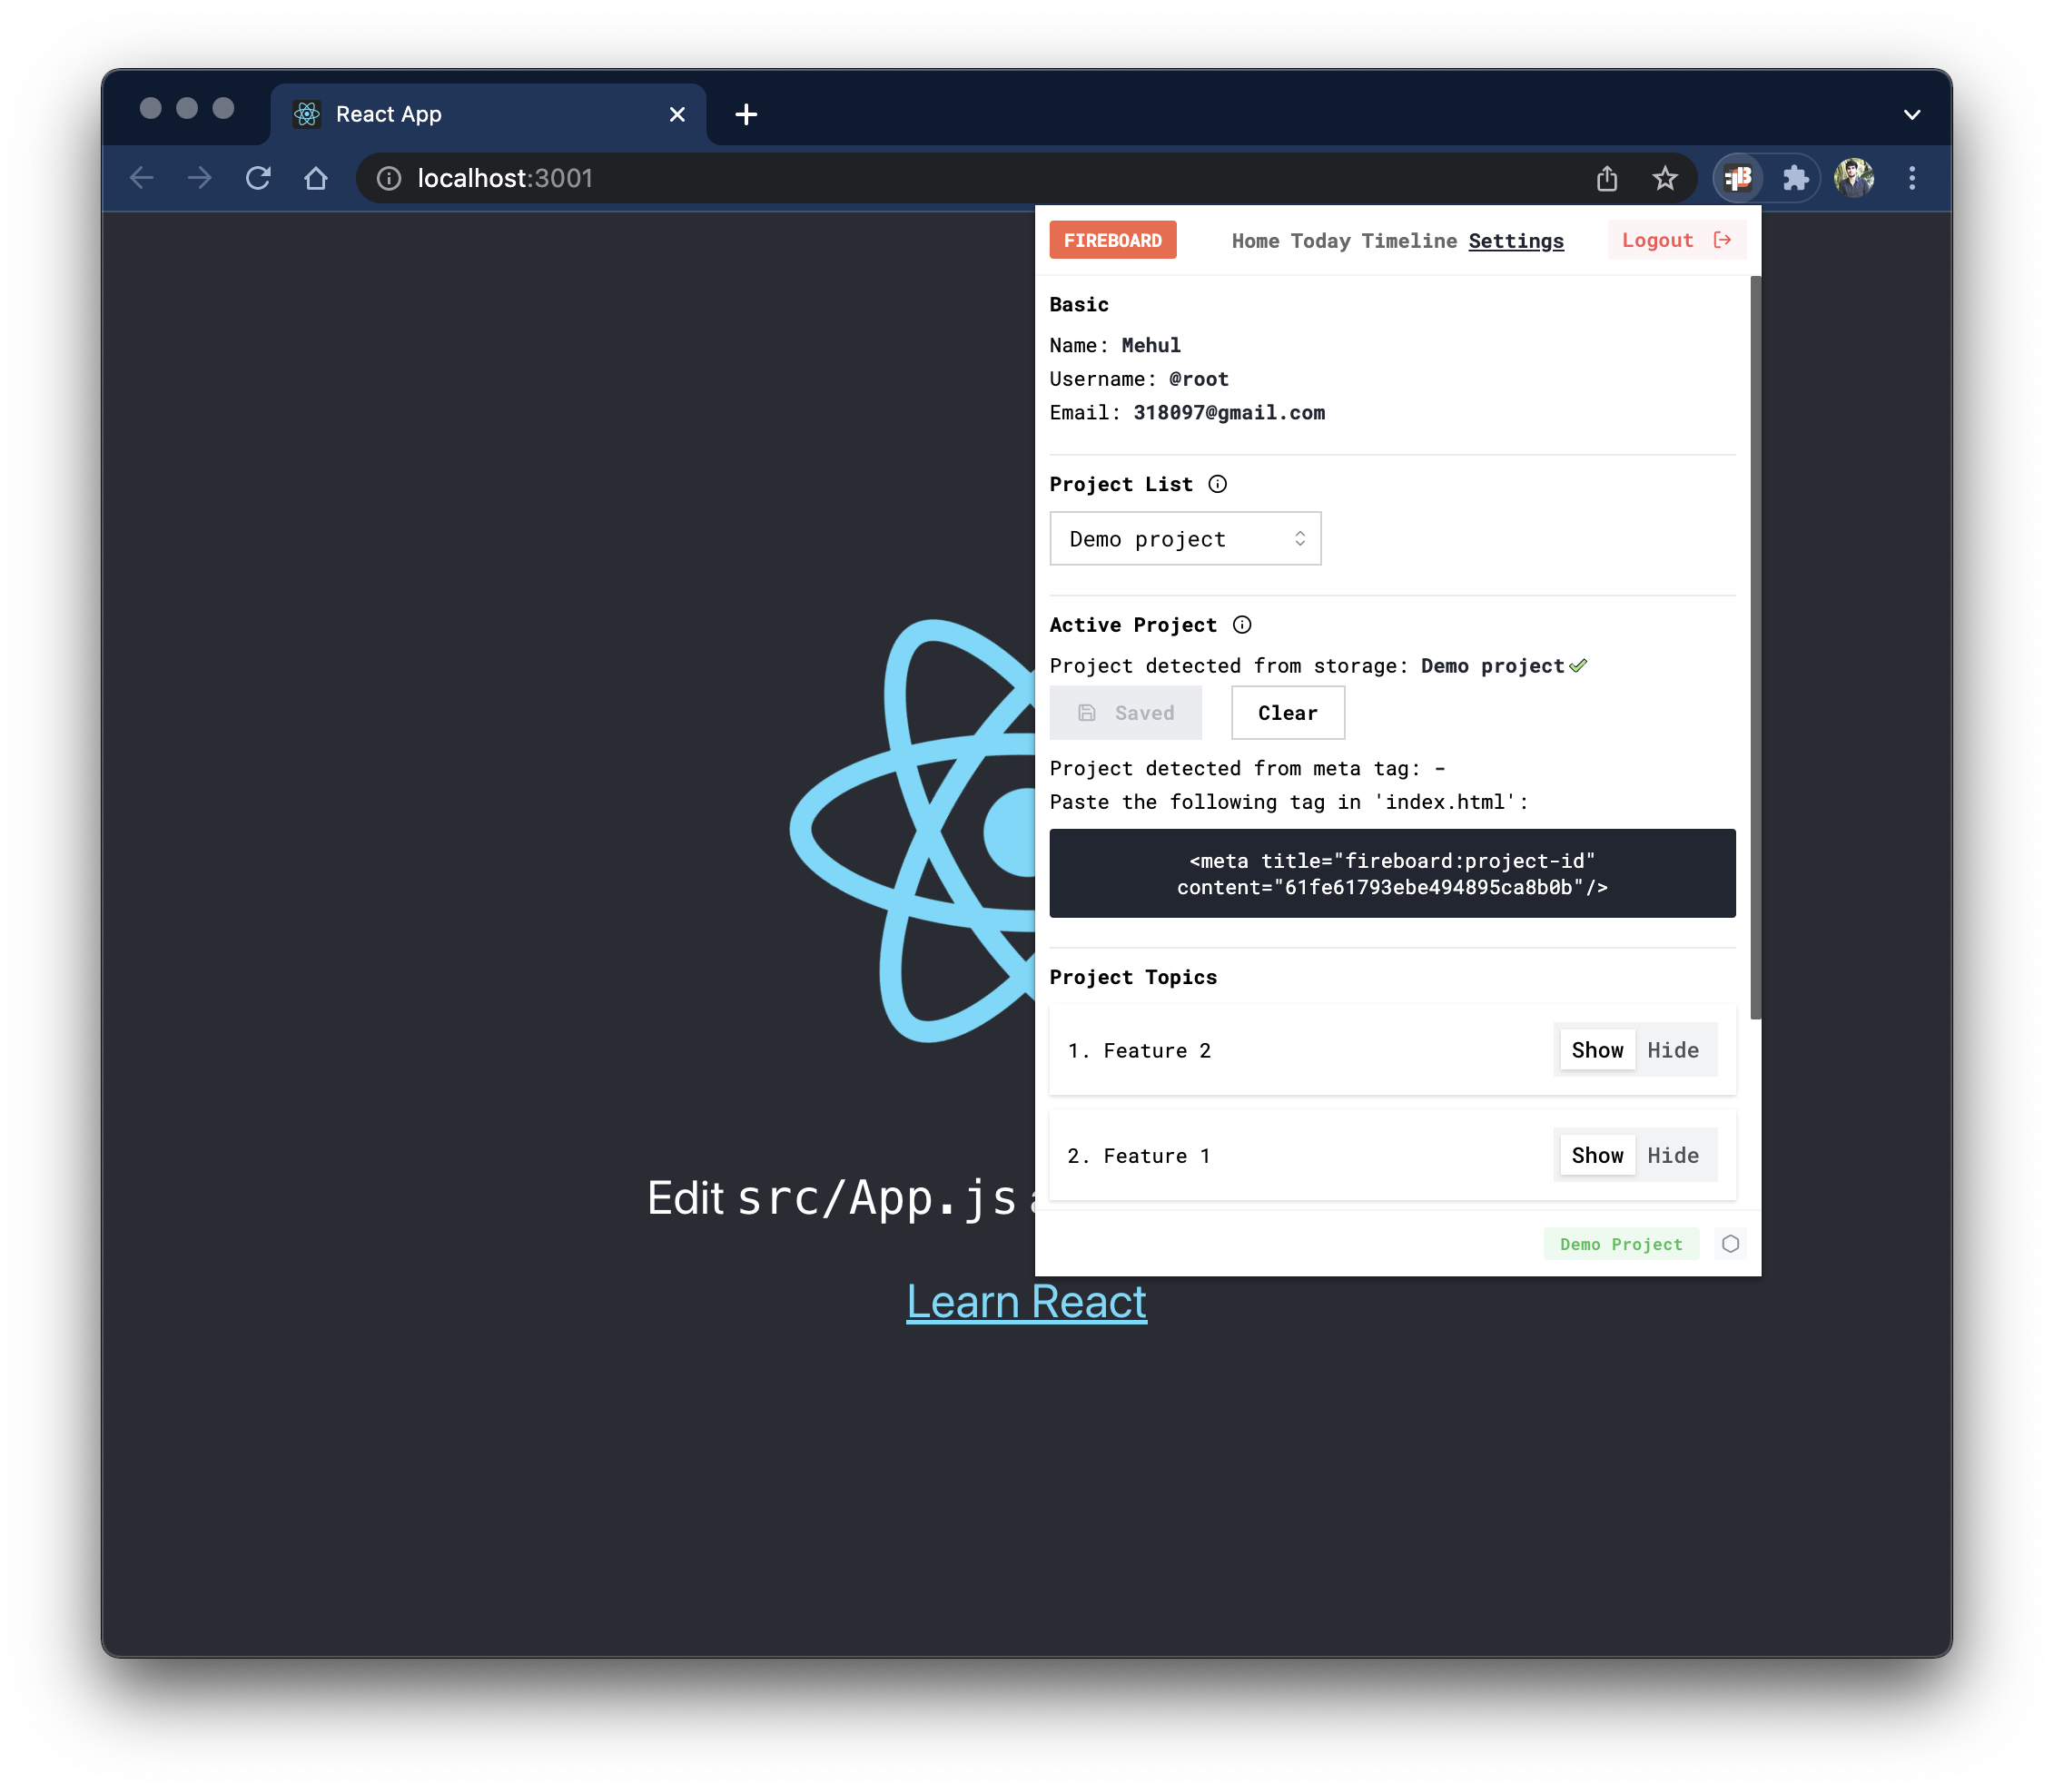 React App
localhost:3001
FIREBOARD Home Today Timeline Settings Logout
Basic
Name: Mehul
Username: @root
Email: 318097@gmail.com
Project List
Demo project
Active Project
Project detected from storage: Demo project
Saved Clear
Project detected from meta tag: -
Paste the following tag in 'index.html':
<meta title="fireboard:project-id"
content="61fe61793ebe494895ca8b0b"/>
Project Topics
1. Feature 2 Show Hide
2. Feature 1 Show Hide
Demo Project
Edit src/App.js
Learn React